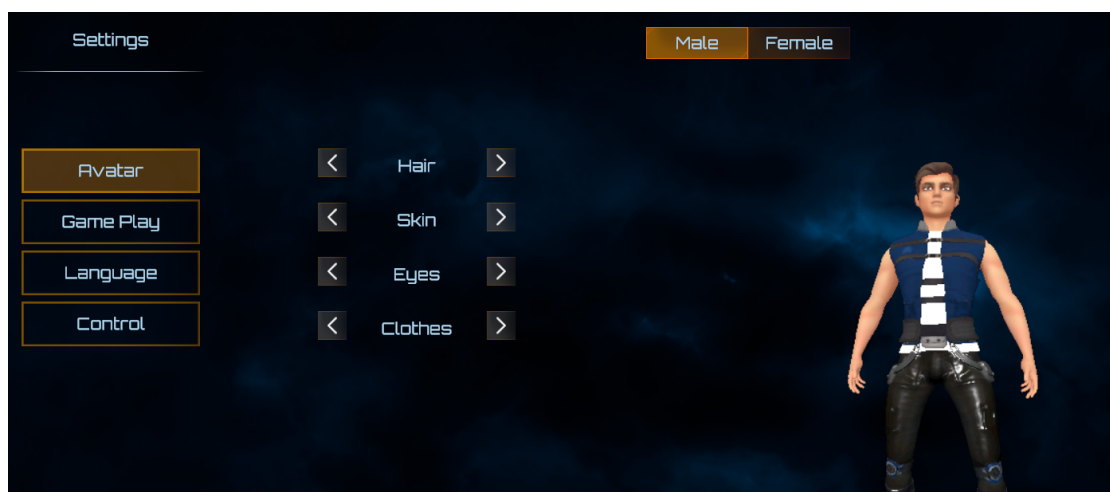 Settings
Male Female
Avatar
Hair
Game Play
Skin
Language
Eyes
Control
Clothes